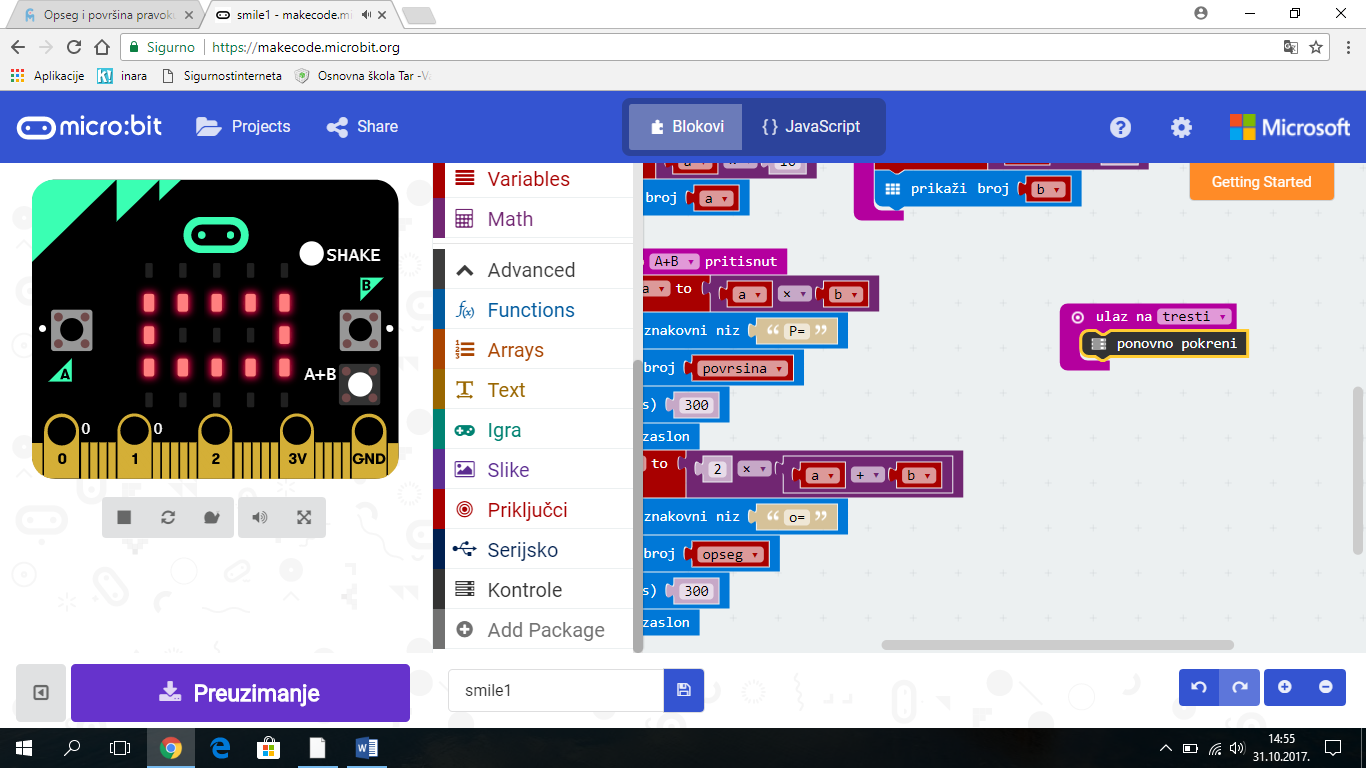 Opseg i površina pravoku
smile1 - makecode.mi
Sigurno
https://makecode.microbit.org
Aplikacije
inara
Sigurnostinterneta
Osnovna škola Tar -Va
micro:bit
Projects
Share
Blokovi
{} JavaScript
Microsoft
Getting Started
SHAKE
B
A
A+B
0
0
0
1
2
3V
GND
Variables
Math
Advanced
Functions
Arrays
Text
Igra
Slike
Priključci
Serijsko
Kontrole
Add Package
broj a
prikaži broj b
A+B pritisnut
a to a × b
znakovni niz “ P= ”
broj povrsina
s) 300
zaslon
to 2 × a + b
znakovni niz “ o= ”
broj opseg
s) 300
zaslon
ulaz na tresti
ponovno pokreni
Preuzimanje
smile1
14:55
31.10.2017.